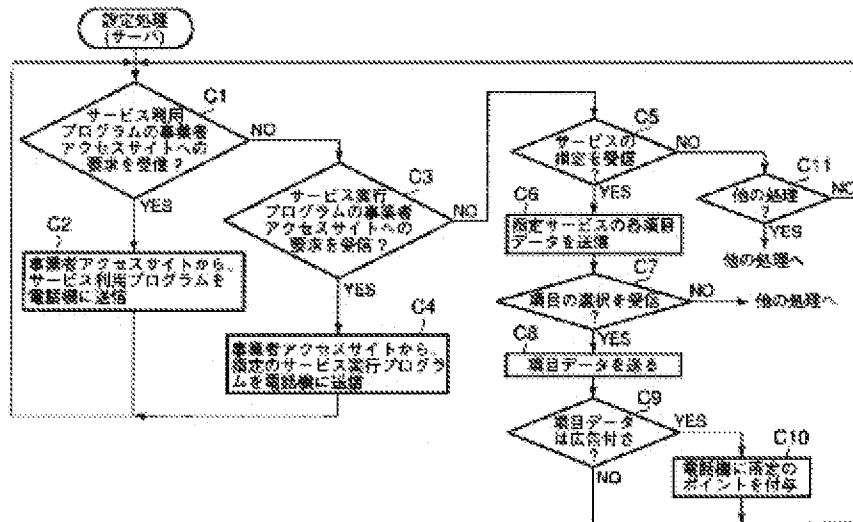 設定処理
(サーバ)
C1
サービス利用
プログラムの事業者
アクセスサイトへの
要求を受信?
NO
YES
C2
事業者アクセスサイトから、
サービス利用プログラムを
電話機に送信
C3
サービス実行
プログラムの事業者
アクセスサイトへの
要求を受信?
NO
YES
C4
事業者アクセスサイトから、
指定のサービス実行プログラ
ムを電話機に送信
C5
サービスの
指定を受信
?
NO
YES
C6
指定サービスの各項目
データを送信
C7
項目の選択を受信
?
NO
他の処理へ
YES
C8
項目データを送る
C9
項目データ
は広告付き
?
YES
NO
C10
電話機に所定の
ポイントを付与
C11
他の処理
?
NO
YES
他の処理へ